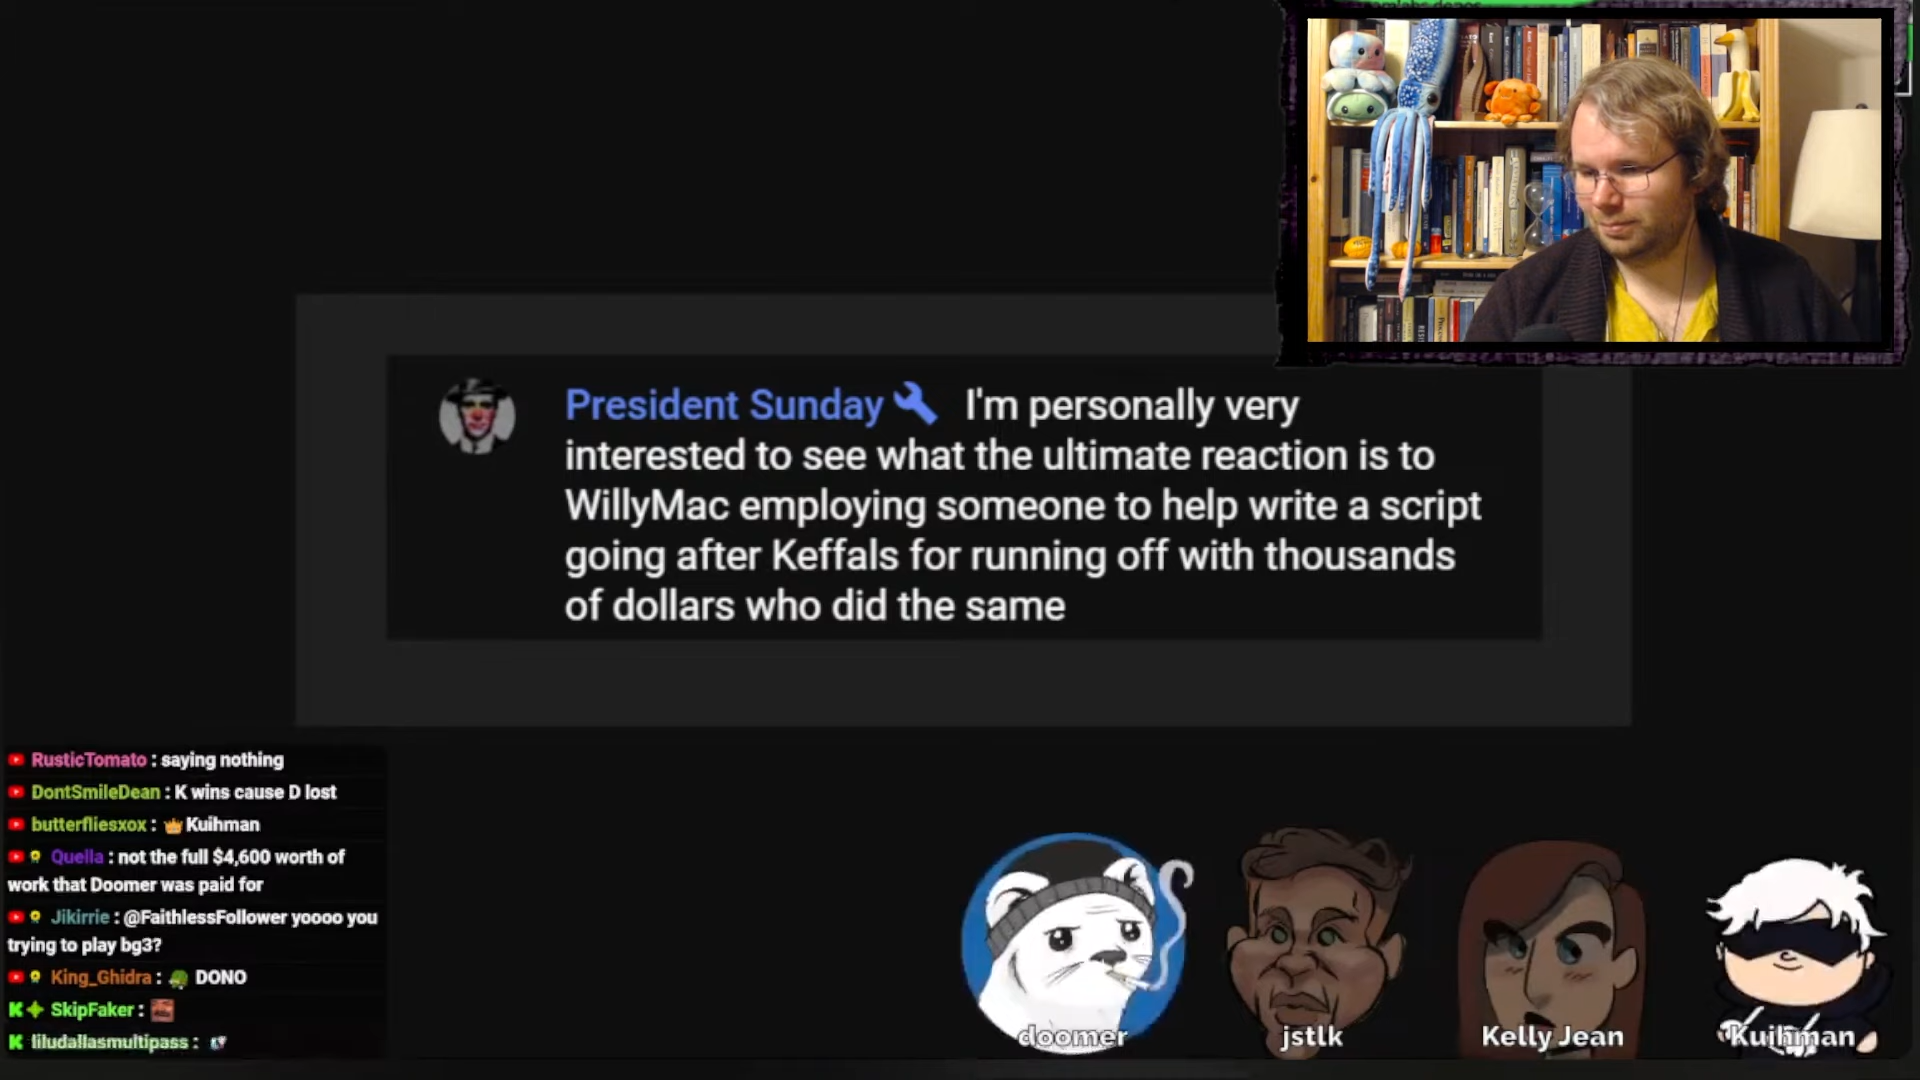 President Sunday I'm personally very
interested to see what the ultimate reaction is to
WillyMac employing someone to help write a script
going after Keffals for running off with thousands
of dollars who did the same
RusticTomato : saying nothing
DontSmileDean : K wins cause D lost
butterfliesxox : Kuihman
Quella : not the full $4,600 worth of
work that Doomer was paid for
Jikirrie : @FaithlessFollower yoooo you
trying to play bg3?
King_Ghidra : DONO
SkipFaker :
liludallasmultipass :
doomer
jstlk
Kelly Jean
Kuihman